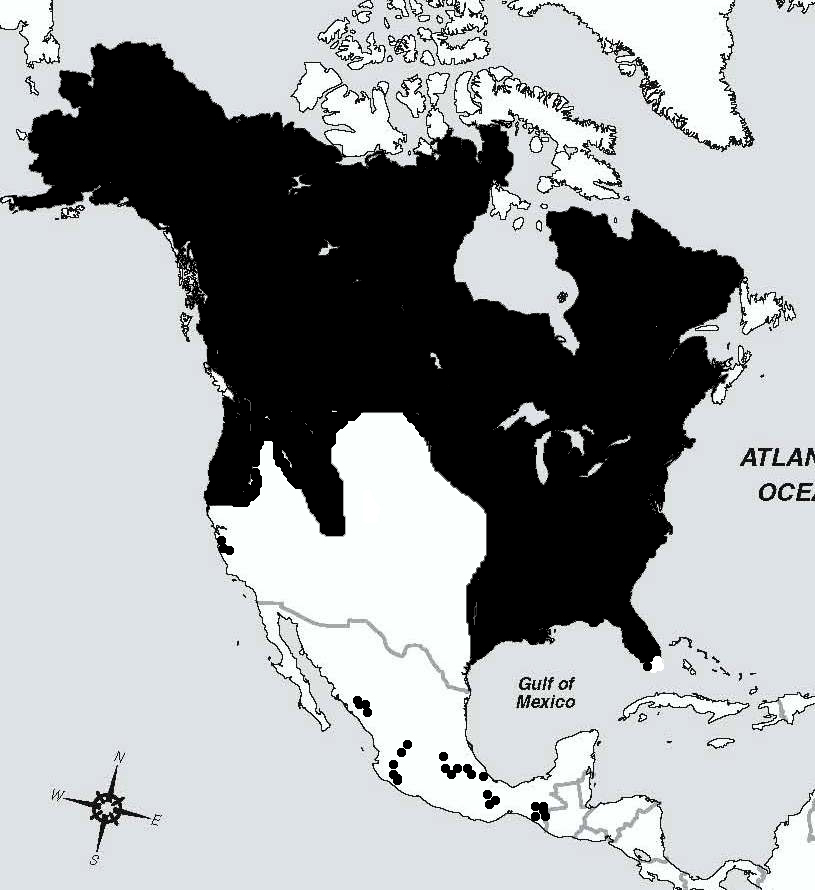 ATLAN
OCEA
Gulf of
Mexico
N
W
E
S